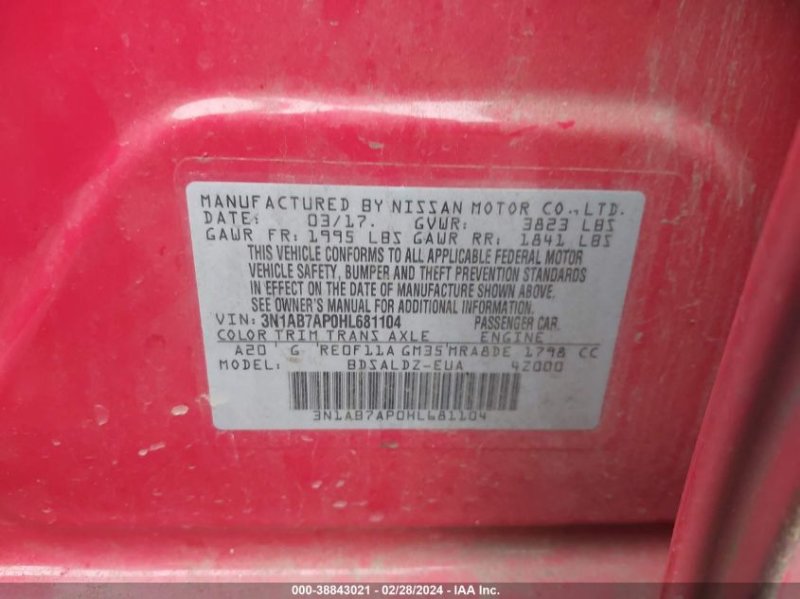 MANUFACTURED BY NISSAN MOTOR CO., LTD.
DATE: 03/17. GVWR: 3823 LBS
GAWR FR: 1995 LBS GAWR RR: 1841 LBS
THIS VEHICLE CONFORMS TO ALL APPLICABLE FEDERAL MOTOR
VEHICLE SAFETY, BUMPER AND THEFT PREVENTION STANDARDS
IN EFFECT ON THE DATE OF MANUFACTURE SHOWN ABOVE.
SEE OWNER'S MANUAL FOR ADDITIONAL INFORMATION.
VIN: 3N1AB7AP0HL681104 PASSENGER CAR
COLOR TRIM TRANS AXLE ENGINE
A20 G RE0F11A GM35 MRA8DE 1798 CC
MODEL: BDSALDZ-EUA 4Z000
3N1AB7AP0HL681104
000-38843021 - 02/28/2024 - IAA Inc.